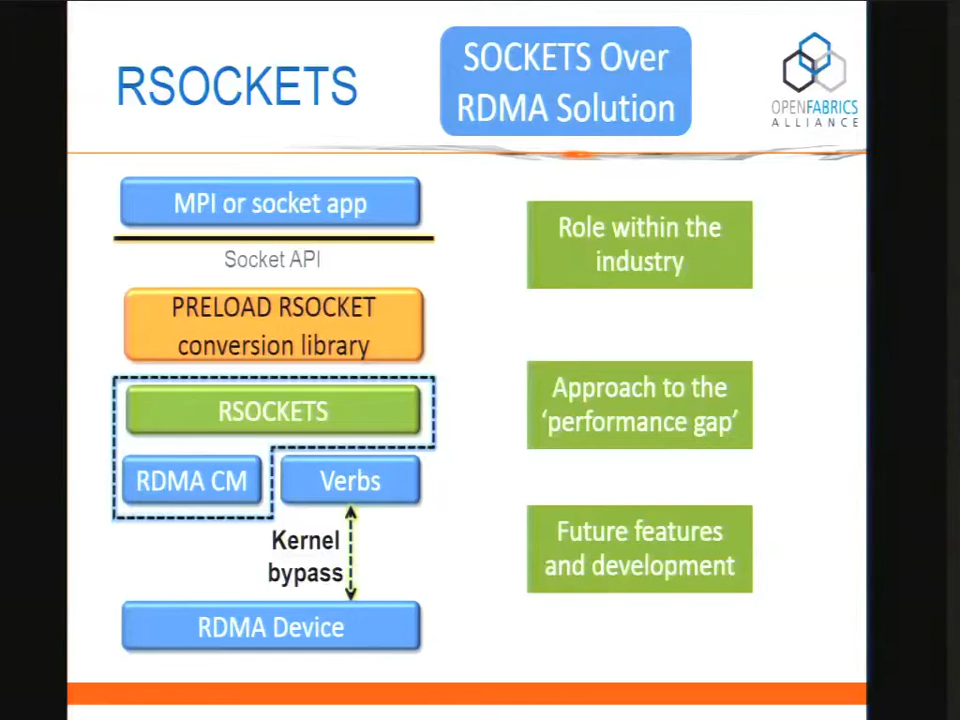 RSOCKETS
SOCKETS Over
RDMA Solution
OPENFABRICS
ALLIANCE
MPI or socket app
Socket API
PRELOAD RSOCKET
conversion library
RSOCKETS
RDMA CM
Verbs
Kernel
bypass
RDMA Device
Role within the
industry
Approach to the
‘performance gap’
Future features
and development